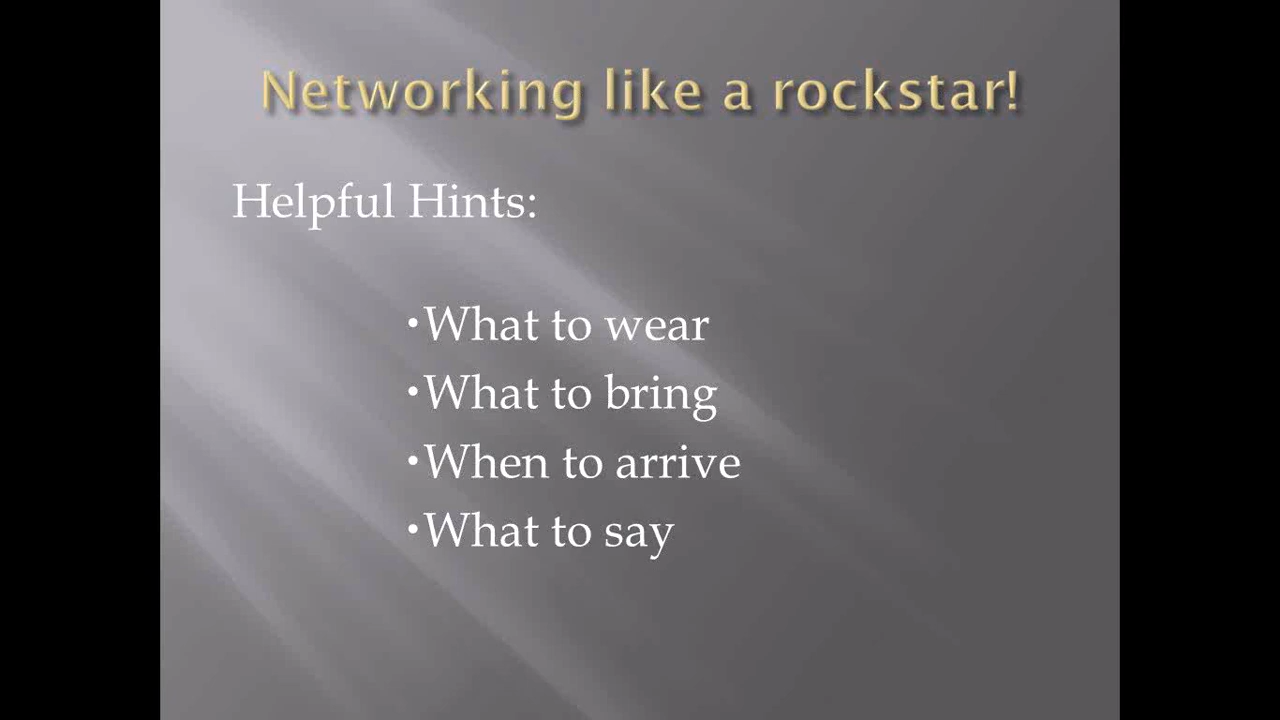 Networking like a rockstar!
Helpful Hints:
•What to wear
•What to bring
•When to arrive
•What to say